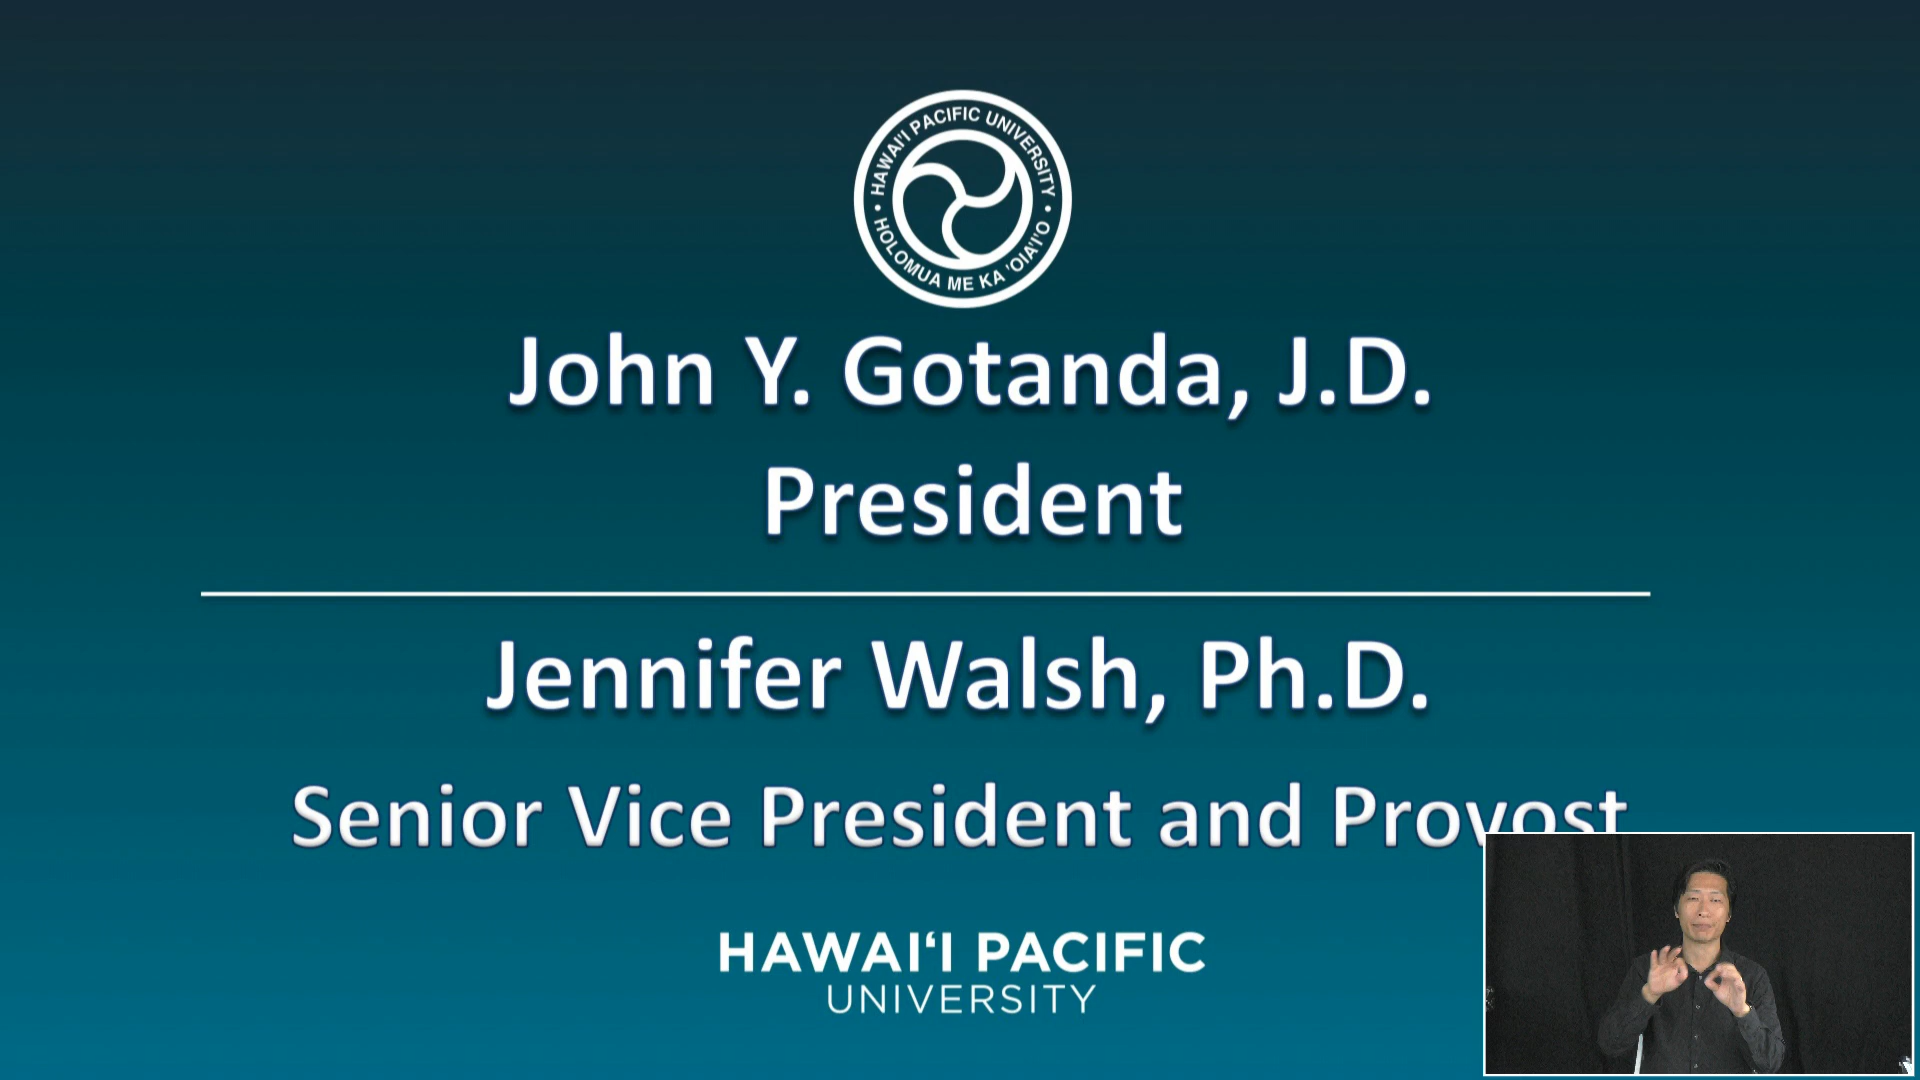 HAWAI'I PACIFIC UNIVERSITY
HOLOMUA ME KA 'OIA'I'O
John Y. Gotanda, J.D.
President
Jennifer Walsh, Ph.D.
Senior Vice President and Provost
HAWAIʻI PACIFIC
UNIVERSITY